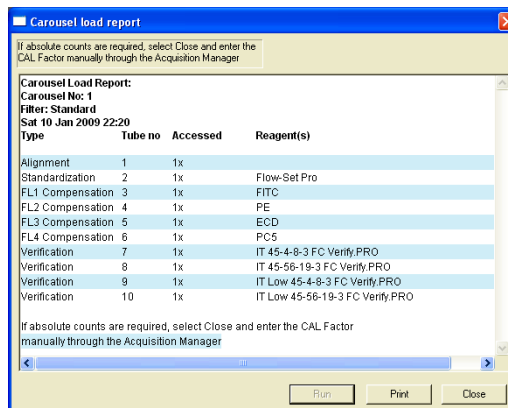 Carousel load report
If absolute counts are required, select Close and enter the
CAL Factor manually through the Acquisition Manager
Carousel Load Report:
Carousel No: 1
Filter: Standard
Sat 10 Jan 2009 22:20
Type Tube no Accessed Reagent(s)
Alignment 1 1x
Standardization 2 1x Flow-Set Pro
FL1 Compensation 3 1x FITC
FL2 Compensation 4 1x PE
FL3 Compensation 5 1x ECD
FL4 Compensation 6 1x PC5
Verification 7 1x IT 45-4-8-3 FC Verify.PRO
Verification 8 1x IT 45-56-19-3 FC Verify.PRO
Verification 9 1x IT Low 45-4-8-3 FC Verify.PRO
Verification 10 1x IT Low 45-56-19-3 FC Verify.PRO
If absolute counts are required, select Close and enter the CAL Factor
manually through the Acquisition Manager
Run Print Close